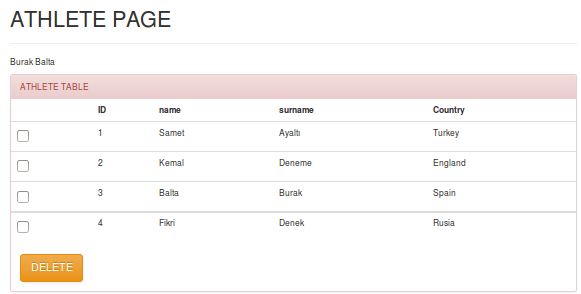 ATHLETE PAGE
Burak Balta
ATHLETE TABLE
ID name surname Country
1 Samet Ayaltı Turkey
2 Kemal Deneme England
3 Balta Burak Spain
4 Fikri Denek Rusia
DELETE